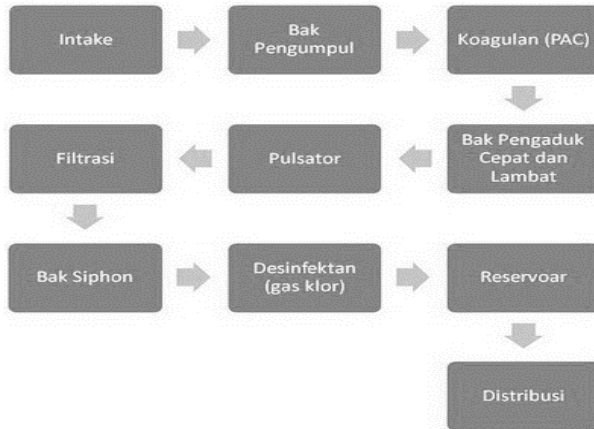 Intake
Bak
Pengumpul
Koagulan (PAC)
Bak Pengaduk
Cepat dan
Lambat
Pulsator
Filtrasi
Bak Siphon
Desinfektan
(gas klor)
Reservoar
Distribusi